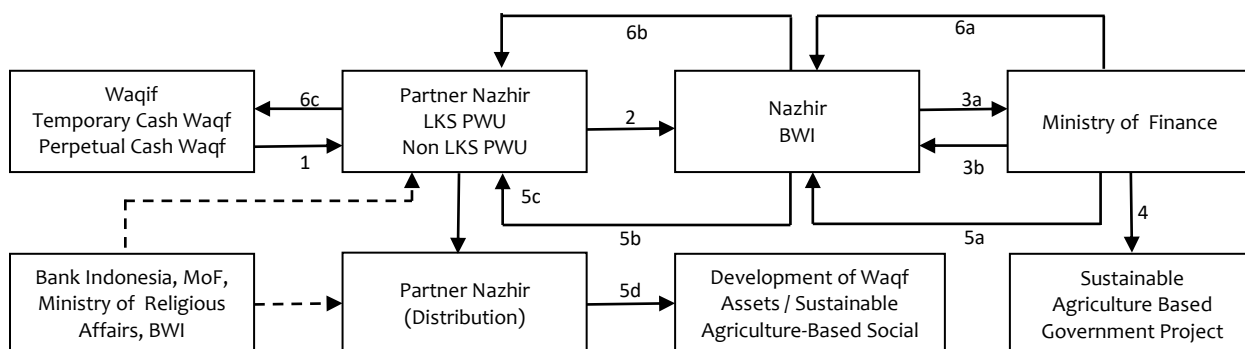 6b
6a
Waqif
Temporary Cash Waqf
Perpetual Cash Waqf
6c
1
Partner Nazhir
LKS PWU
Non LKS PWU
2
Nazhir
BWI
3a
3b
Ministry of Finance
5c
5b
5a
4
Bank Indonesia, MoF,
Ministry of Religious
Affairs, BWI
Partner Nazhir
(Distribution)
5d
Development of Waqf
Assets / Sustainable
Agriculture-Based Social
Sustainable
Agriculture Based
Government Project